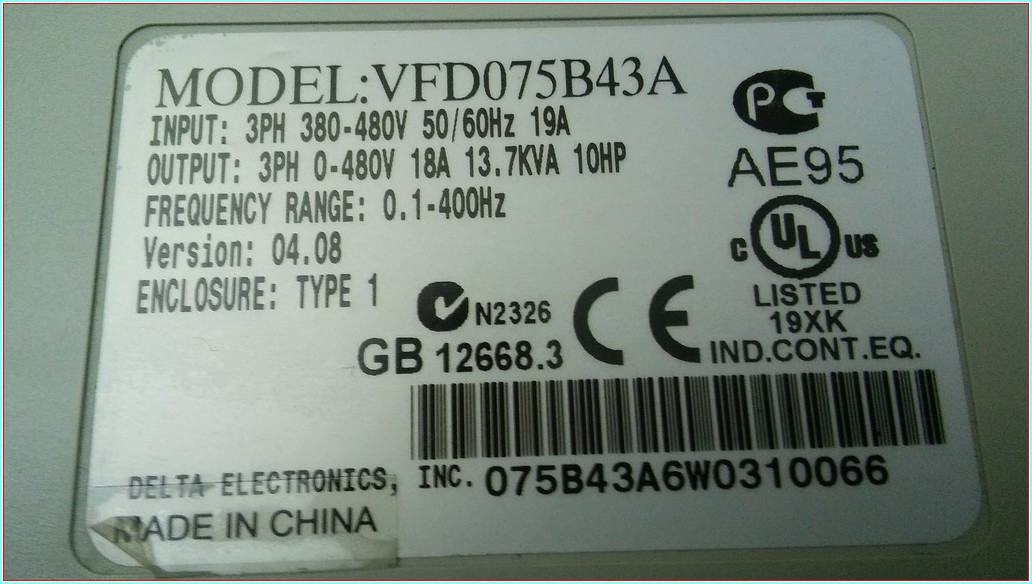 MODEL:VFD075B43A
INPUT: 3PH 380-480V 50/60Hz 19A
OUTPUT: 3PH 0-480V 18A 13.7KVA 10HP
FREQUENCY RANGE: 0.1-400Hz
Version: 04.08
ENCLOSURE: TYPE 1
PCT
AE95
C UL US
LISTED
19XK
IND.CONT.EQ.
N2326
CE
GB 12668.3
075B43A6W0310066
DELTA ELECTRONICS, INC.
MADE IN CHINA